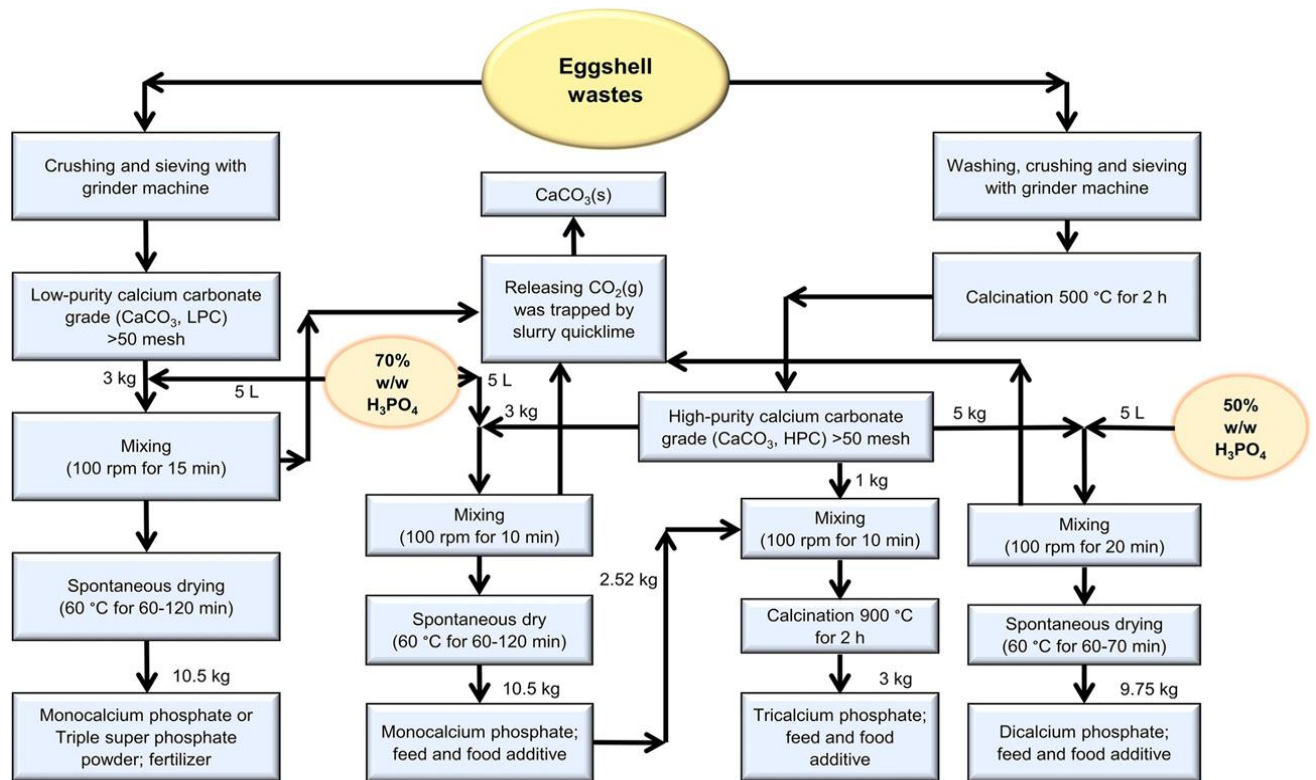 Eggshell
wastes
Crushing and sieving with
grinder machine
Washing, crushing and sieving
with grinder machine
CaCO₃(s)
Low-purity calcium carbonate
grade (CaCO₃, LPC)
>50 mesh
Releasing CO₂(g)
was trapped by
slurry quicklime
Calcination 500 °C for 2 h
3 kg
5 L
70%
w/w
H₃PO₄
5 L
3 kg
High-purity calcium carbonate
grade (CaCO₃, HPC) >50 mesh
5 kg
5 L
50%
w/w
H₃PO₄
Mixing
(100 rpm for 15 min)
Mixing
(100 rpm for 10 min)
1 kg
Mixing
(100 rpm for 10 min)
Mixing
(100 rpm for 20 min)
2.52 kg
Spontaneous drying
(60 °C for 60-120 min)
Spontaneous dry
(60 °C for 60-120 min)
Calcination 900 °C
for 2 h
Spontaneous drying
(60 °C for 60-70 min)
10.5 kg
10.5 kg
3 kg
9.75 kg
Monocalcium phosphate or
Triple super phosphate
powder; fertilizer
Monocalcium phosphate;
feed and food additive
Tricalcium phosphate;
feed and food
additive
Dicalcium phosphate;
feed and food additive